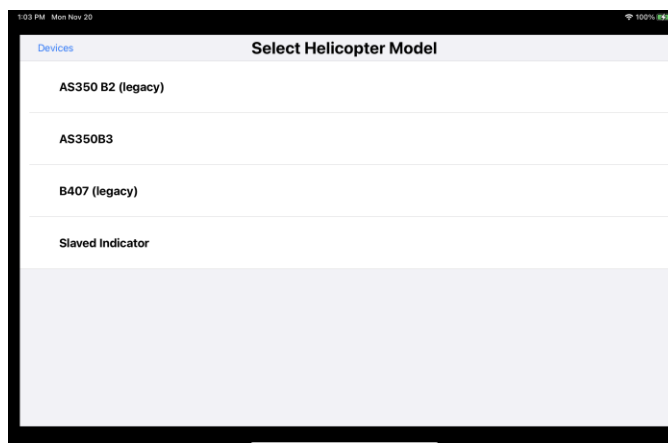 1:03 PM Mon Nov 20
100%
Devices
Select Helicopter Model
AS350 B2 (legacy)
AS350B3
B407 (legacy)
Slaved Indicator